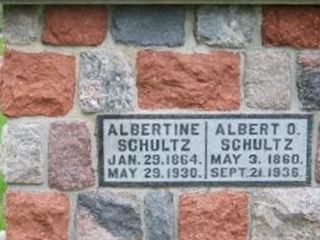 ALBERTINE
SCHULTZ
JAN. 29. 1864.
MAY 29. 1930.
ALBERT O.
SCHULTZ
MAY 3. 1860.
SEPT. 21. 1936.